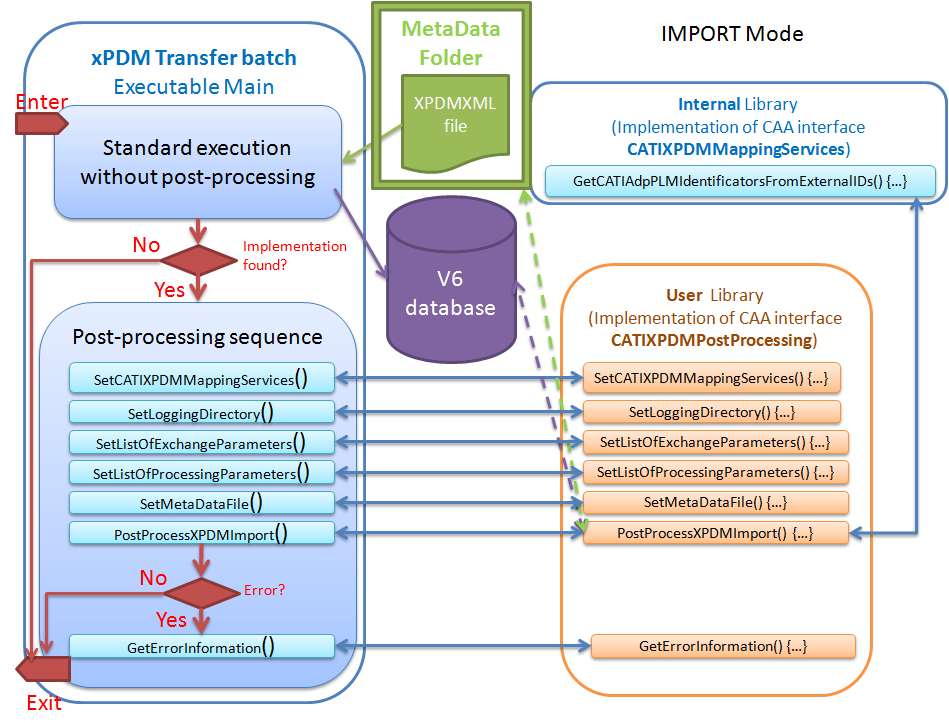 IMPORT Mode
xPDM Transfer batch
Executable Main
Enter
Standard execution
without post-processing
No
Implementation
found?
Yes
Post-processing sequence
SetCATIXPDMMappingServices()
SetLoggingDirectory()
SetListOfExchangeParameters()
SetListOfProcessingParameters()
SetMetaDataFile()
PostProcessXPDMImport()
No
Error?
Yes
GetErrorInformation()
Exit
MetaData
Folder
XPDMXML
file
V6
database
Internal Library
(Implementation of CAA interface
CATIXPDMMappingServices)
GetCATIAdpPLMIdentificatorsFromExternalIDs() {...}
User Library
(Implementation of CAA interface
CATIXPDMPostProcessing)
SetCATIXPDMMappingServices() {...}
SetLoggingDirectory() {...}
SetListOfExchangeParameters() {...}
SetListOfProcessingParameters() {...}
SetMetaDataFile() {...}
PostProcessXPDMImport() {...}
GetErrorInformation() {...}